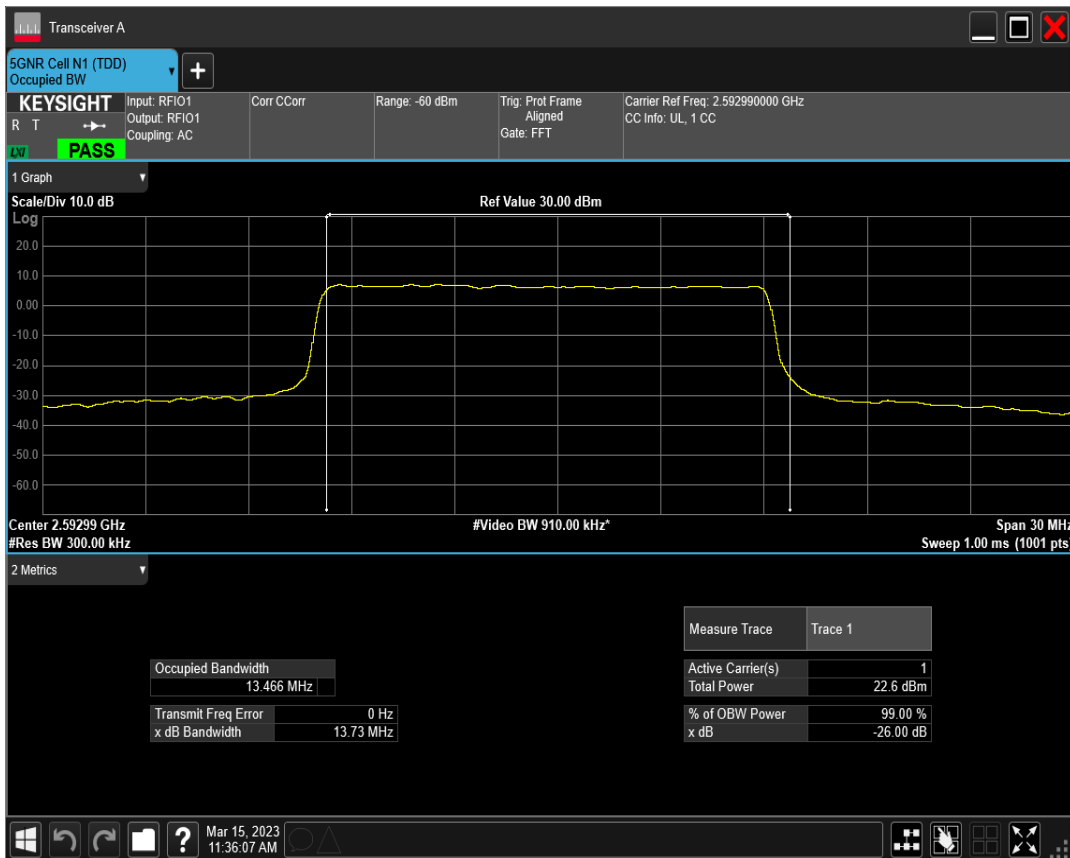 Transceiver A
5GNR Cell N1 (TDD)
Occupied BW
+
KEYSIGHT
R T
LXI
PASS
Input: RFIO1
Output: RFIO1
Coupling: AC
Corr CCorr
Range: -60 dBm
Trig: Prot Frame
Aligned
Gate: FFT
Carrier Ref Freq: 2.592990000 GHz
CC Info: UL, 1 CC
1 Graph
Scale/Div 10.0 dB
Ref Value 30.00 dBm
Log
20.0
10.0
0.00
-10.0
-20.0
-30.0
-40.0
-50.0
-60.0
Center 2.59299 GHz
#Video BW 910.00 kHz*
Span 30 MHz
#Res BW 300.00 kHz
Sweep 1.00 ms (1001 pts)
2 Metrics
Measure Trace Trace 1
Occupied Bandwidth
13.466 MHz
Active Carrier(s) 1
Total Power 22.6 dBm
Transmit Freq Error 0 Hz
x dB Bandwidth 13.73 MHz
% of OBW Power 99.00 %
x dB -26.00 dB
?
Mar 15, 2023
11:36:07 AM